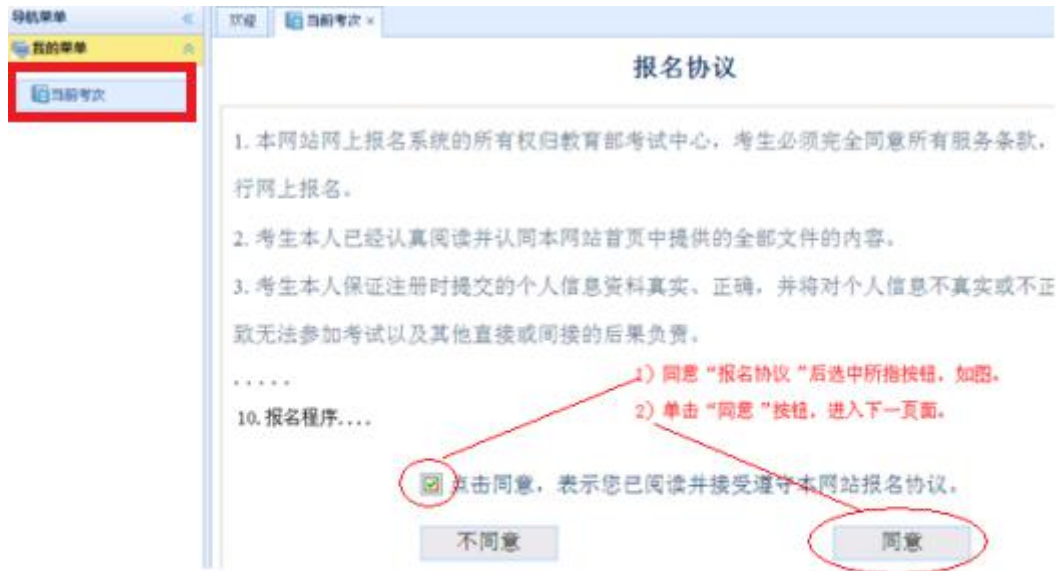 导航菜单
欢迎
当前考次
我的菜单
当前考次
报名协议
1. 本网站网上报名系统的所有权归教育部考试中心，考生必须完全同意所有服务条款，
行网上报名。
2. 考生本人已经认真阅读并认同本网站首页中提供的全部文件的内容。
3. 考生本人保证注册时提交的个人信息资料真实、正确，并将对个人信息不真实或不正
致无法参加考试以及其他直接或间接的后果负责。
.....
1）同意“报名协议”后选中所指按钮，如图。
10. 报名程序....
2）单击“同意”按钮，进入下一页面。
点击同意，表示您已阅读并接受遵守本网站报名协议。
不同意
同意